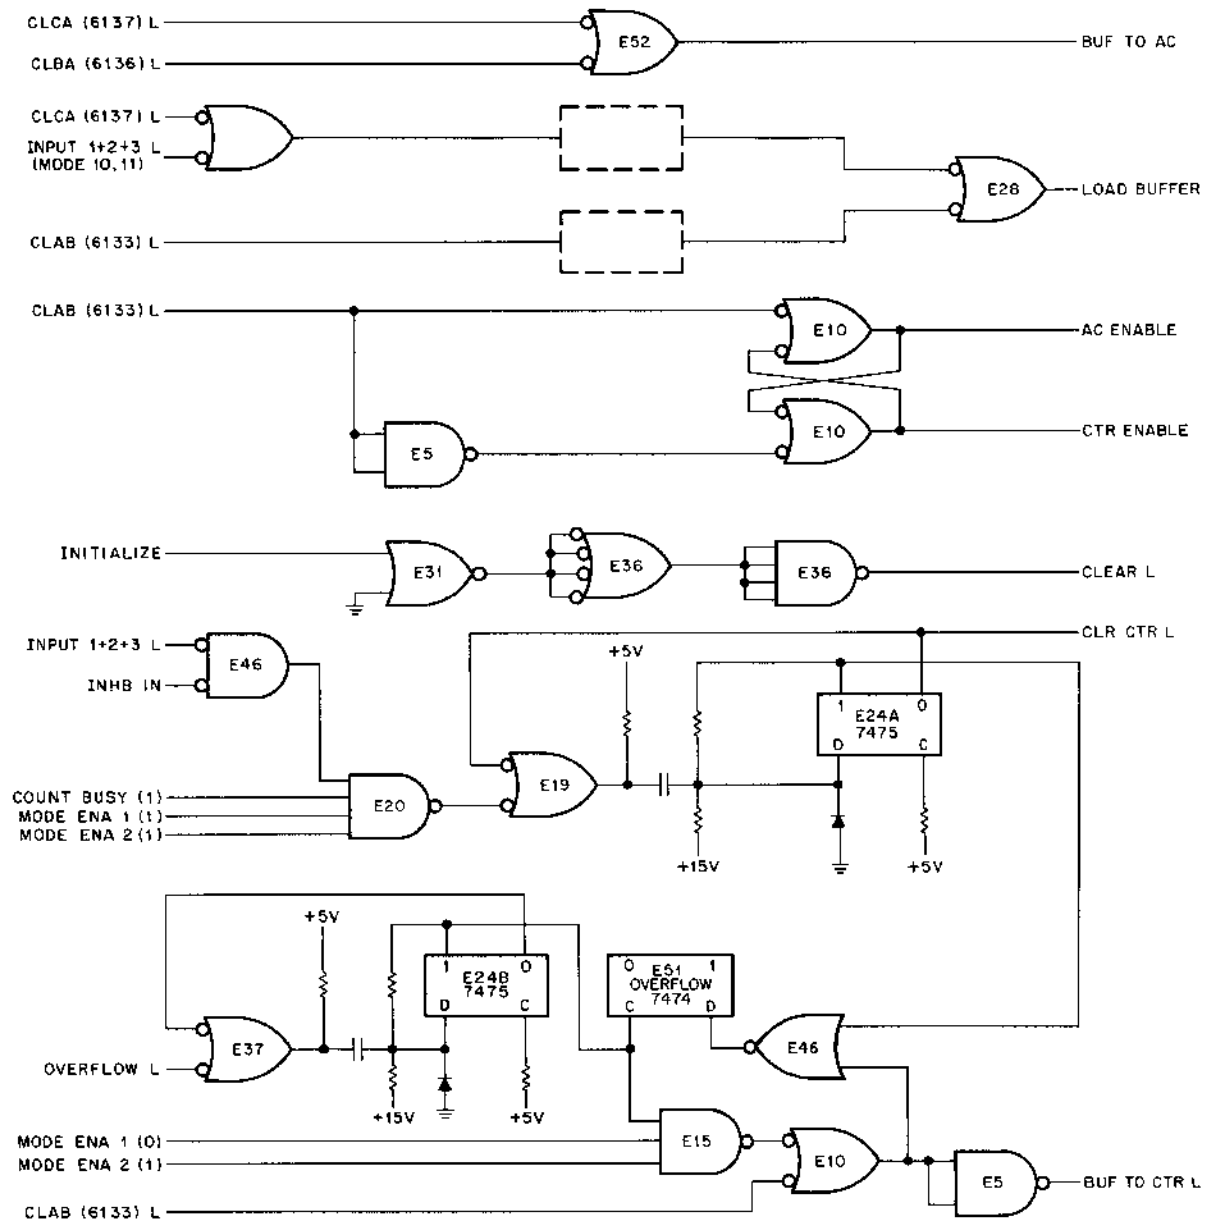 CLCA (6137) L
E52
BUF TO AC
CLBA (6136) L
CLCA (6137) L
INPUT 1+2+3 L
(MODE 10,11)
E28
LOAD BUFFER
CLAB (6133) L
CLAB (6133) L
E10
AC ENABLE
E5
E10
CTR ENABLE
INITIALIZE
E31
E36
E36
CLEAR L
INPUT 1+2+3 L
E46
INHB IN
CLR CTR L
+5V
1 0
E24A
7475
D C
COUNT BUSY (1)
MODE ENA 1 (1)
MODE ENA 2 (1)
E20
E19
+15V
+5V
+5V
1 0
E24B
7475
D C
0 1
E51
OVERFLOW
7474
C D
E46
E37
OVERFLOW L
+15V
+5V
MODE ENA 1 (0)
MODE ENA 2 (1)
E15
E10
E5
BUF TO CTR L
CLAB (6133) L